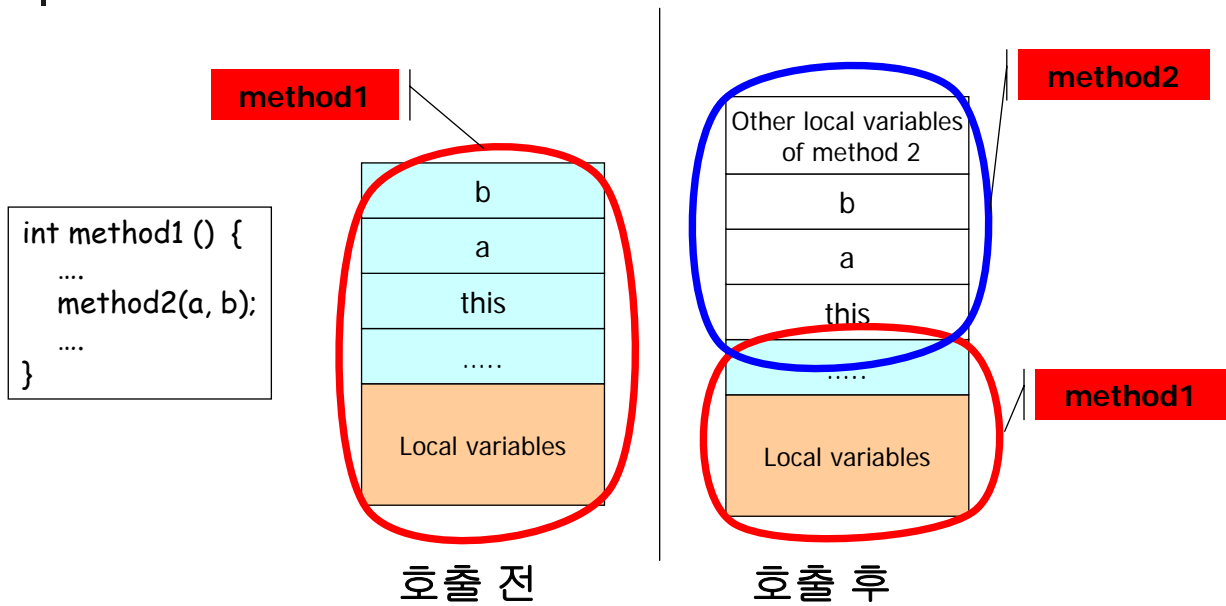 int method1 () {
….
method2(a, b);
….
}
method1
b
a
this
…..
Local variables
호출 전
method2
Other local variables
of method 2
b
a
this
…..
Local variables
method1
호출 후